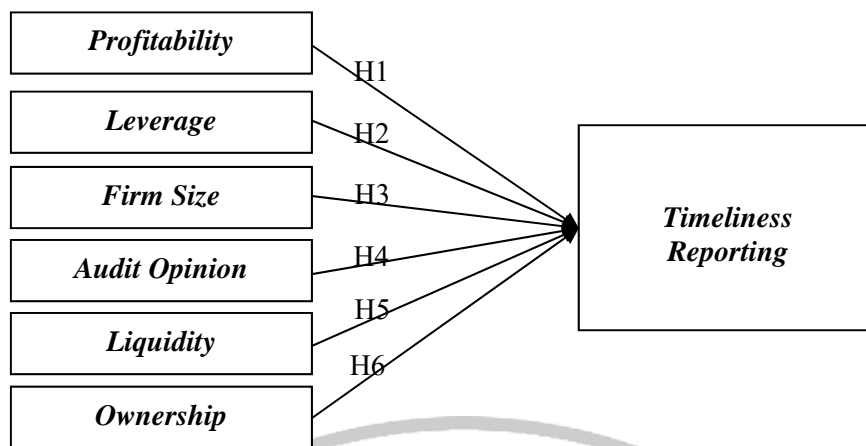 Profitability
H1
Leverage
H2
Firm Size
H3
Timeliness
Reporting
Audit Opinion
H4
Liquidity
H5
Ownership
H6